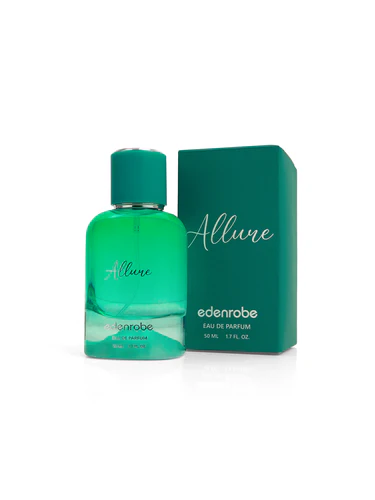 Allure
edenrobe
EAU DE PARFUM
Allure
edenrobe
EAU DE PARFUM
50 ML 1.7 FL. OZ.